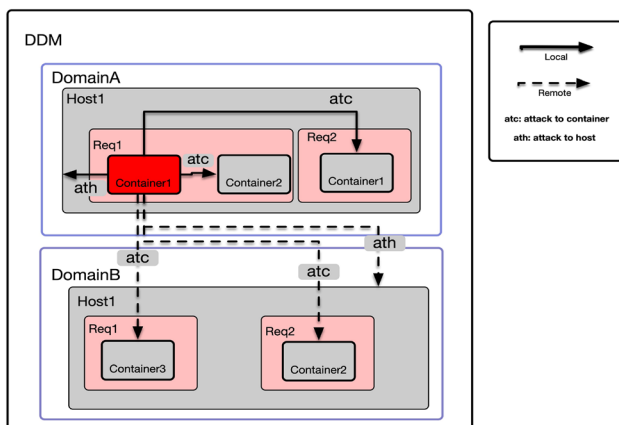 DDM
DomainA
Host1
atc
Req1
Req2
atc
ath
Container1
Container2
Container1
ath
atc
atc
DomainB
Host1
Req1
Req2
Container3
Container2
Local
Remote
atc: attack to container
ath: attack to host